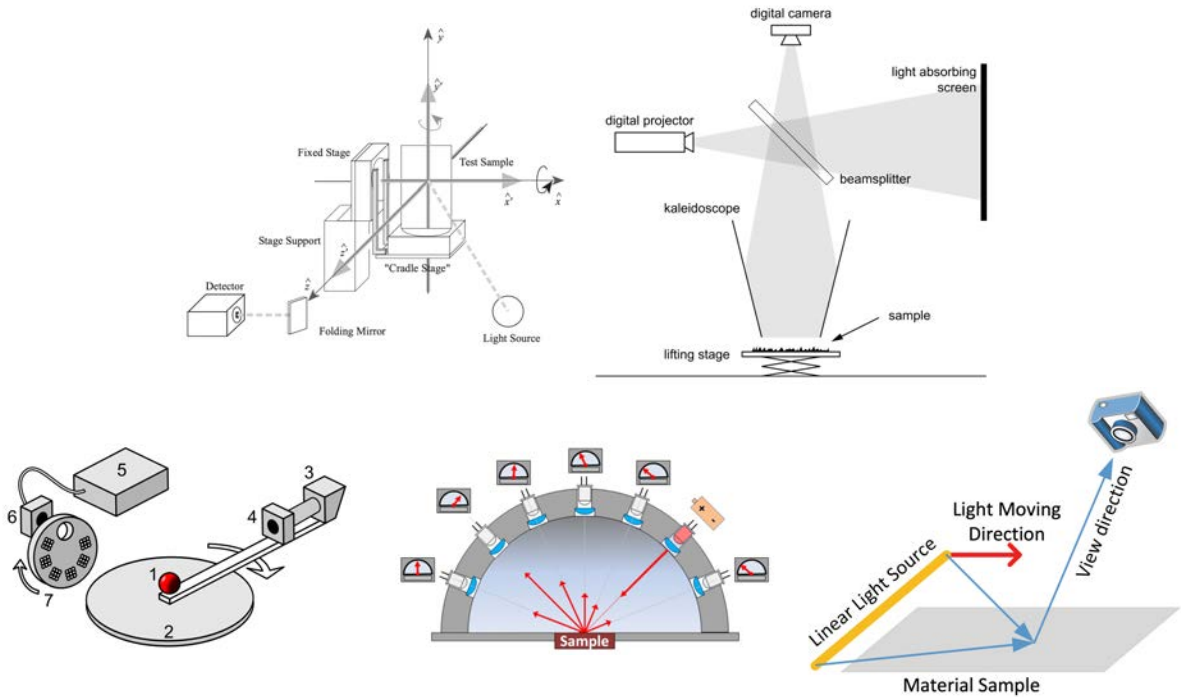 ŷ
ŷ'
Fixed Stage
Test Sample
x̂'
x̂
Stage Support
ẑ'
"Cradle Stage"
ẑ
Detector
Folding Mirror
Light Source
digital camera
light absorbing
screen
digital projector
beamsplitter
kaleidoscope
sample
lifting stage
5
3
6
4
1
7
2
+
-
Sample
Light Moving
Direction
View direction
Linear Light Source
Material Sample